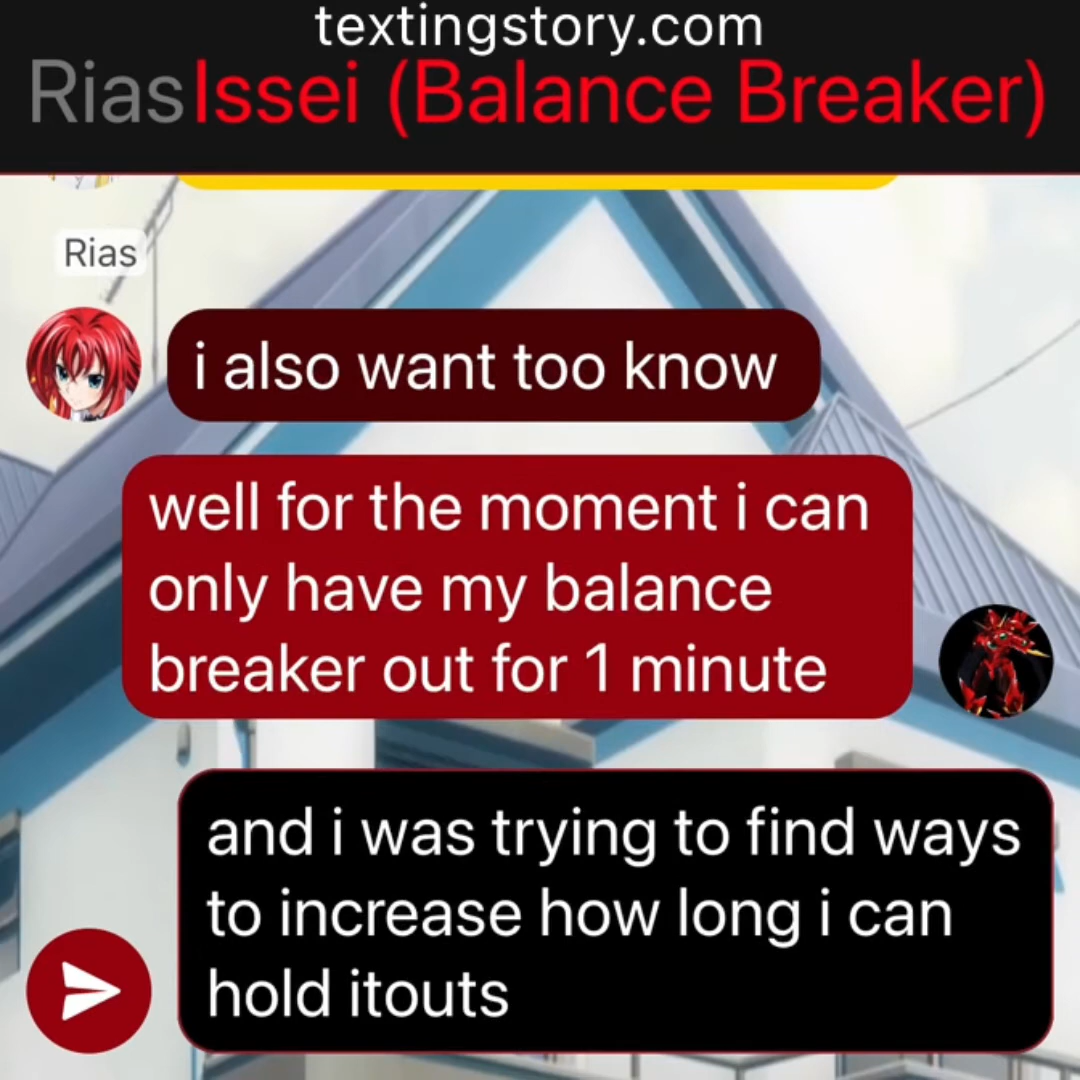 textingstory.com
Rias Issei (Balance Breaker)
Rias
i also want too know
well for the moment i can
only have my balance
breaker out for 1 minute
and i was trying to find ways
to increase how long i can
hold itouts